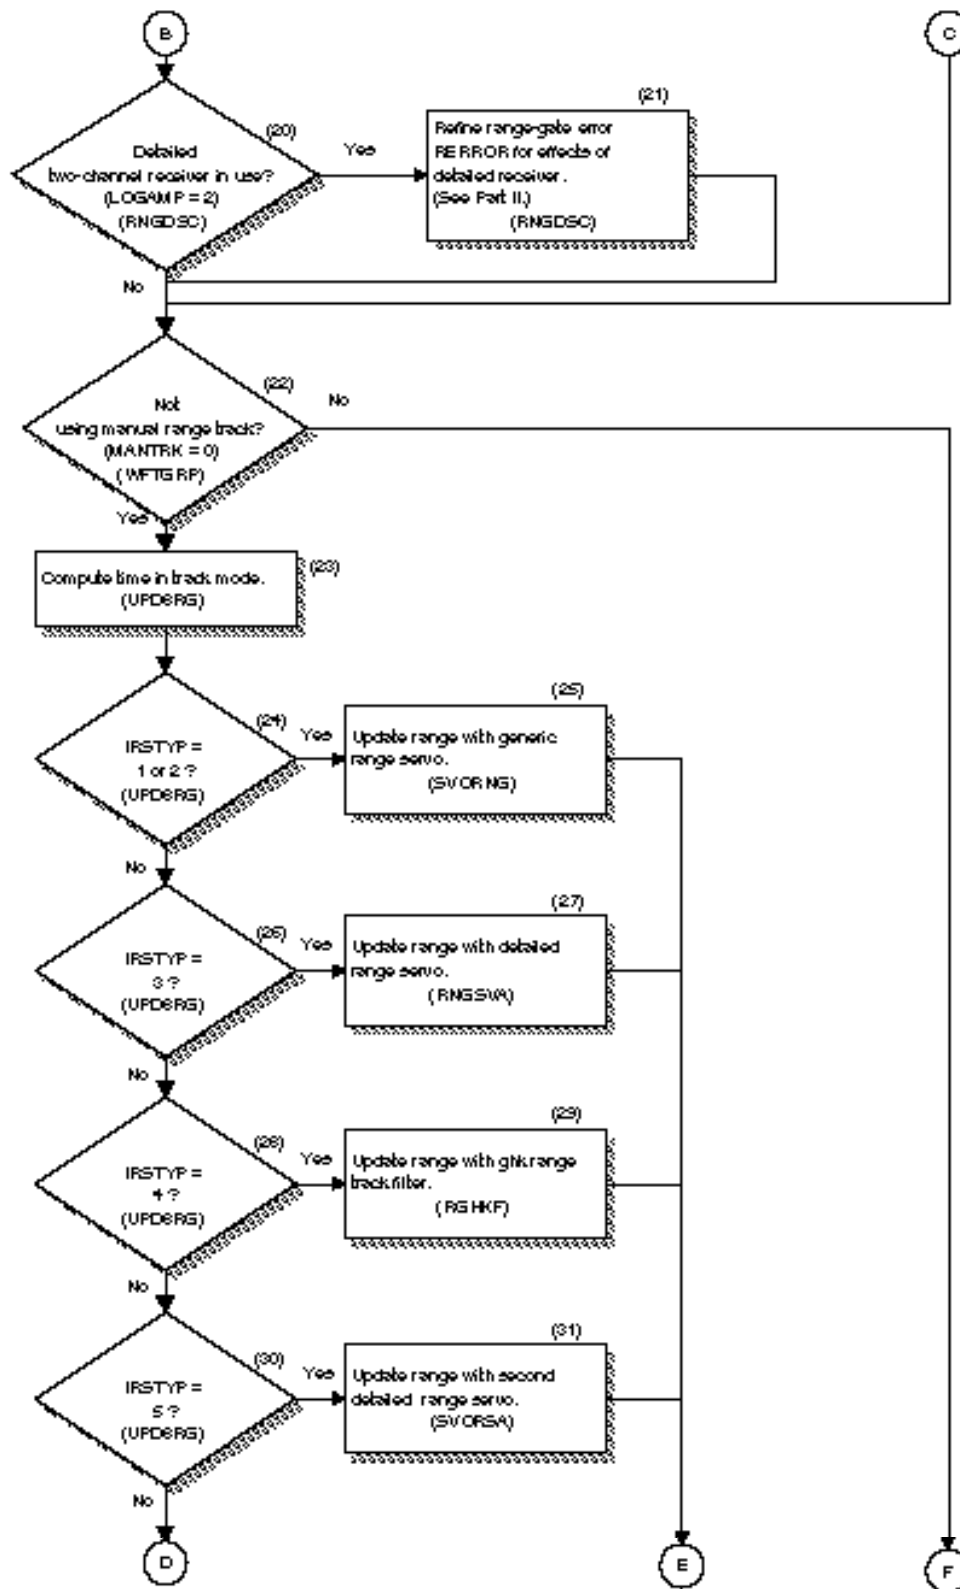 B
C
(20)
Detailed
two-channel receiver in use?
(LOGAMP = 2)
(RNGDSC)
Yes
(21)
Refine range-gate error
RERROR for effects of
detailed receiver.
(See Part II.)
(RNGDSC)
No
(22)
Not
using manual range track?
(MANTRK = 0)
(WFTGRP)
No
Yes
Compute time in track mode.
(UPDSRG)
(23)
(24)
IRSTYP =
1 or 2 ?
(UPDSRG)
Yes
(25)
Update range with generic
range servo.
(SVORNG)
No
(26)
IRSTYP =
3 ?
(UPDSRG)
Yes
(27)
Update range with detailed
range servo.
(RNGSVA)
No
(28)
IRSTYP =
4 ?
(UPDSRG)
Yes
(29)
Update range with ghk range
track filter.
(RGHKF)
No
(30)
IRSTYP =
5 ?
(UPDSRG)
Yes
(31)
Update range with second
detailed range servo.
(SVORSA)
No
D
E
F